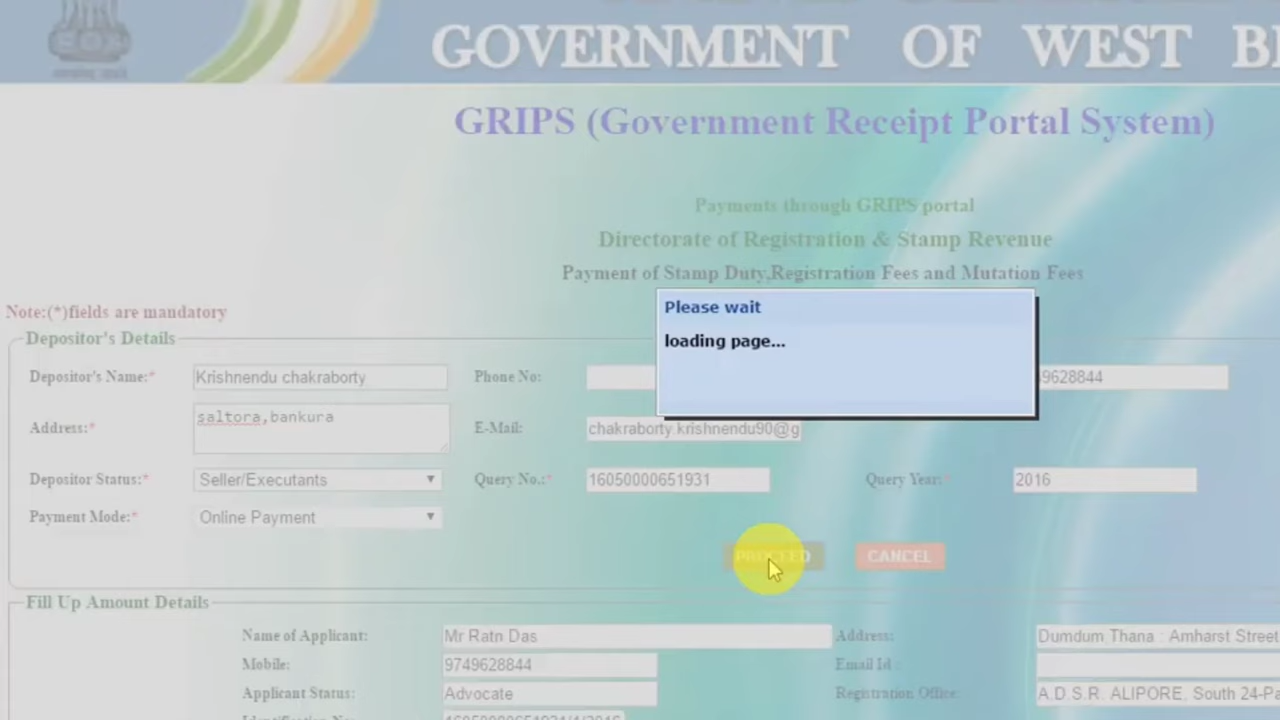 GOVERNMENT OF WEST
GRIPS (Government Receipt Portal System)
Payments through GRIPS portal
Directorate of Registration & Stamp Revenue
Payment of Stamp Duty,Registration Fees and Mutation Fees
Note:(*)fields are mandatory
Please wait
loading page...
Depositor's Details
Depositor's Name:* Krishnendu chakraborty Phone No: 9628844
Address:* saltora,bankura E-Mail: chakraborty.krishnendu90@g
Depositor Status:* Seller/Executants Query No.:* 16050000651931 Query Year:* 2016
Payment Mode:* Online Payment
PROCEED CANCEL
Fill Up Amount Details
Name of Applicant: Mr Ratn Das Address: Dumdum Thana : Amharst Street
Mobile: 9749628844 Email Id :
Applicant Status: Advocate Registration Office: A.D.S.R. ALIPORE, South 24-Pa